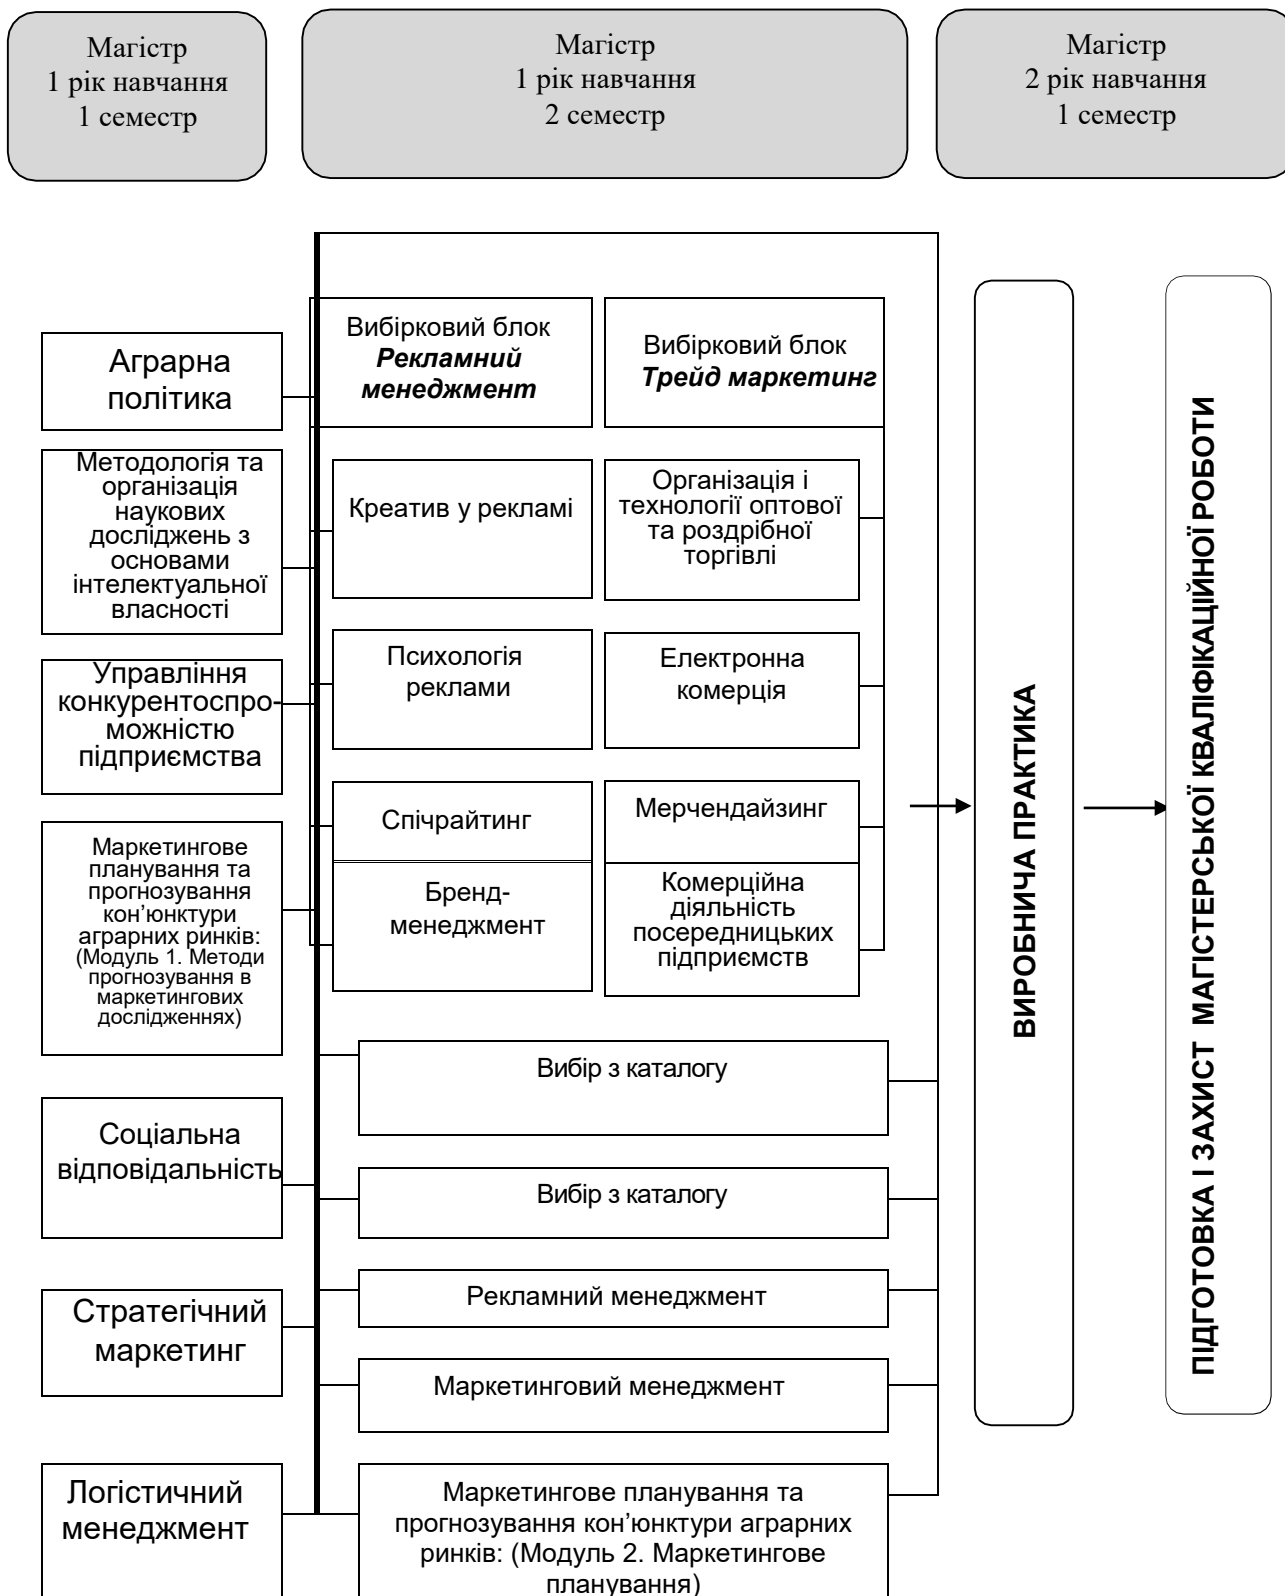 Магістр
1 рік навчання
1 семестр
Магістр
1 рік навчання
2 семестр
Магістр
2 рік навчання
1 семестр
Аграрна
політика
Методологія та
організація
наукових
досліджень з
основами
інтелектуальної
власності
Управління
конкурентоспро-
можністю
підприємства
Маркетингове
планування та
прогнозування
кон’юнктури
аграрних ринків:
(Модуль 1. Методи
прогнозування в
маркетингових
дослідженнях)
Соціальна
відповідальність
Стратегічний
маркетинг
Логістичний
менеджмент
Вибірковий блок
Рекламний
менеджмент
Креатив у рекламі
Психологія
реклами
Спічрайтинг
Бренд-
менеджмент
Вибірковий блок
Трейд маркетинг
Організація і
технології оптової
та роздрібної
торгівлі
Електронна
комерція
Мерчендайзинг
Комерційна
діяльність
посередницьких
підприємств
Вибір з каталогу
Вибір з каталогу
Рекламний менеджмент
Маркетинговий менеджмент
Маркетингове планування та
прогнозування кон’юнктури аграрних
ринків: (Модуль 2. Маркетингове
планування)
ВИРОБНИЧА ПРАКТИКА
ПІДГОТОВКА І ЗАХИСТ МАГІСТЕРСЬКОЇ КВАЛІФІКАЦІЙНОЇ РОБОТИ